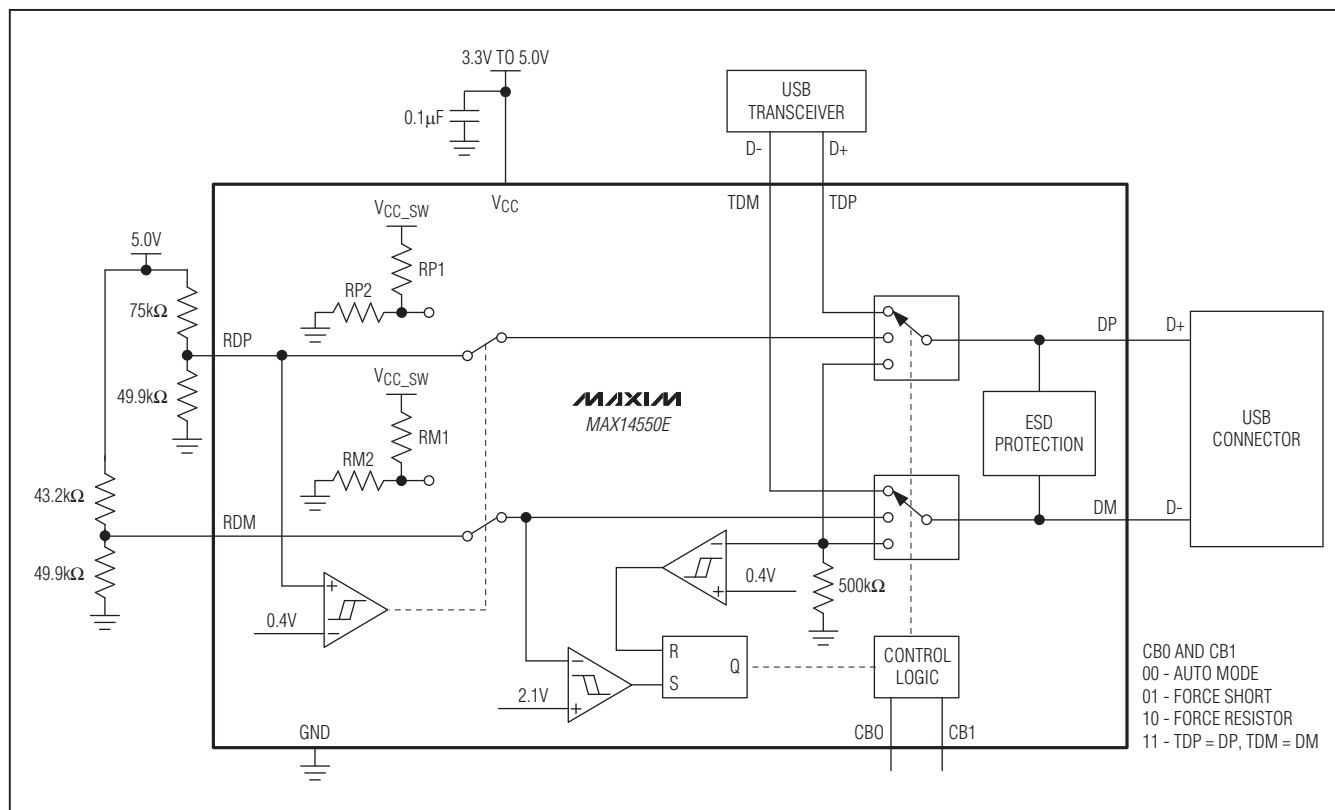 3.3V TO 5.0V
0.1µF
USB
TRANSCEIVER
D-
D+
VCC
TDM
TDP
VCC_SW
5.0V
RP1
75kΩ
RP2
RDP
DP
D+
VCC_SW
49.9kΩ
MAXIM
MAX14550E
RM1
ESD
PROTECTION
USB
CONNECTOR
RM2
43.2kΩ
RDM
DM
D-
49.9kΩ
-
+
0.4V
500kΩ
+
0.4V
-
R
S
Q
CONTROL
LOGIC
-
2.1V
+
CB0 AND CB1
00 - AUTO MODE
01 - FORCE SHORT
10 - FORCE RESISTOR
11 - TDP = DP, TDM = DM
GND
CB0
CB1